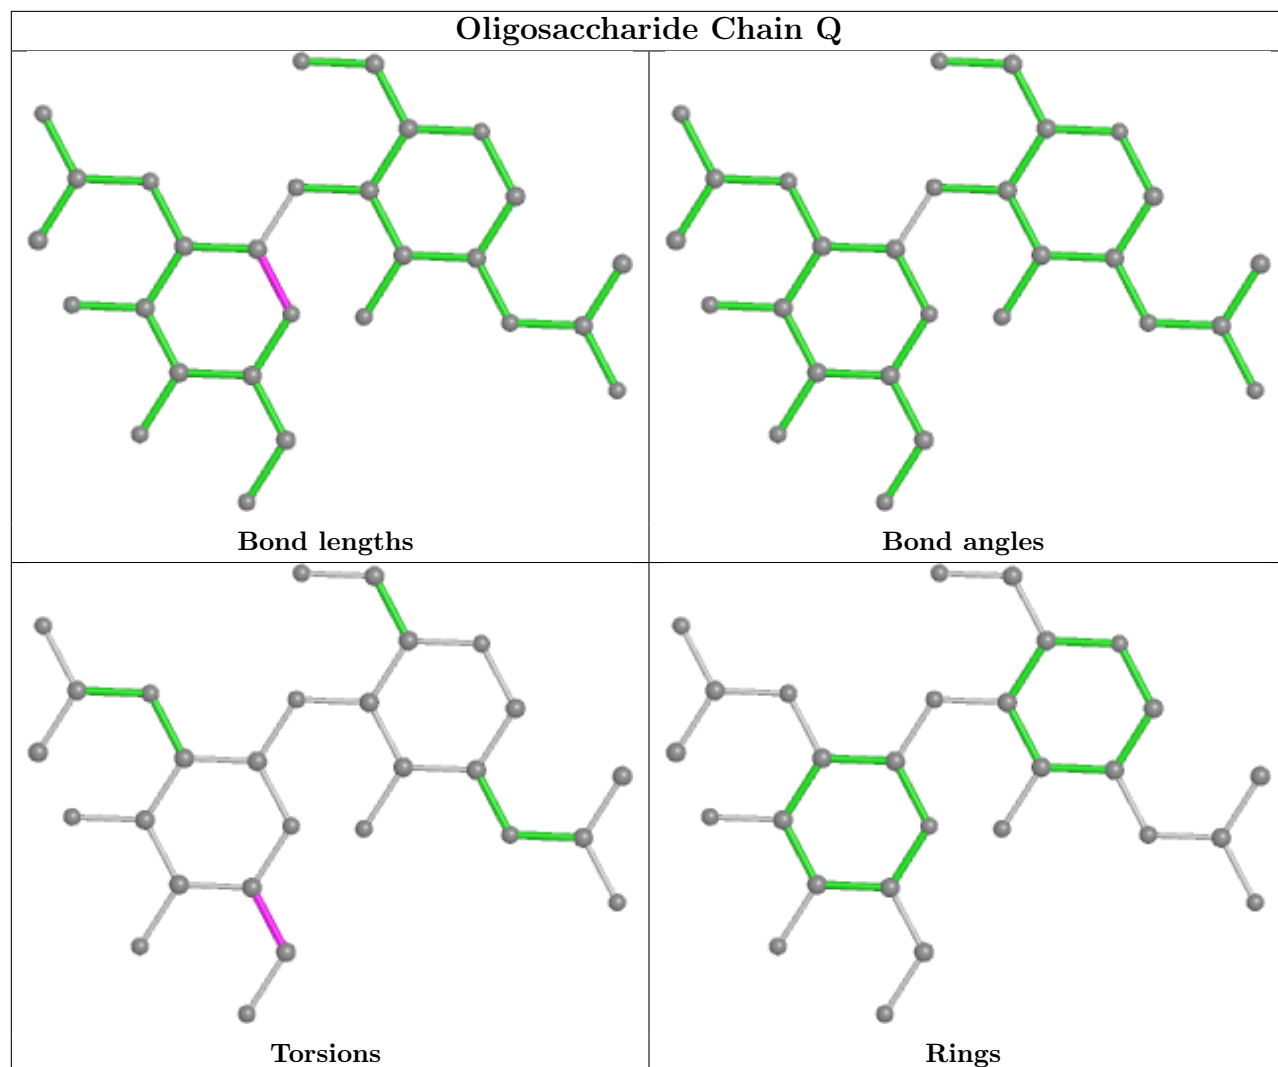 Oligosaccharide Chain Q
Bond lengths
Bond angles
Torsions
Rings